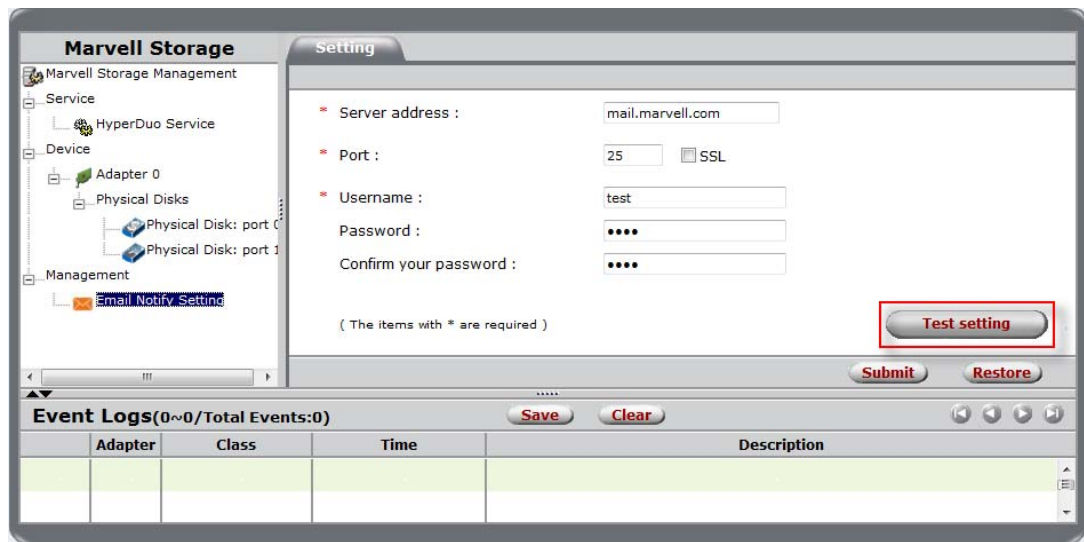 Marvell Storage
Marvell Storage Management
Service
HyperDuo Service
Device
Adapter 0
Physical Disks
Physical Disk: port 0
Physical Disk: port 1
Management
Email Notify Setting
Setting
* Server address : mail.marvell.com
* Port : 25 SSL
* Username : test
Password : ••••
Confirm your password : ••••
( The items with * are required ) Test setting
Submit Restore
Event Logs(0~0/Total Events:0) Save Clear
Adapter Class Time Description